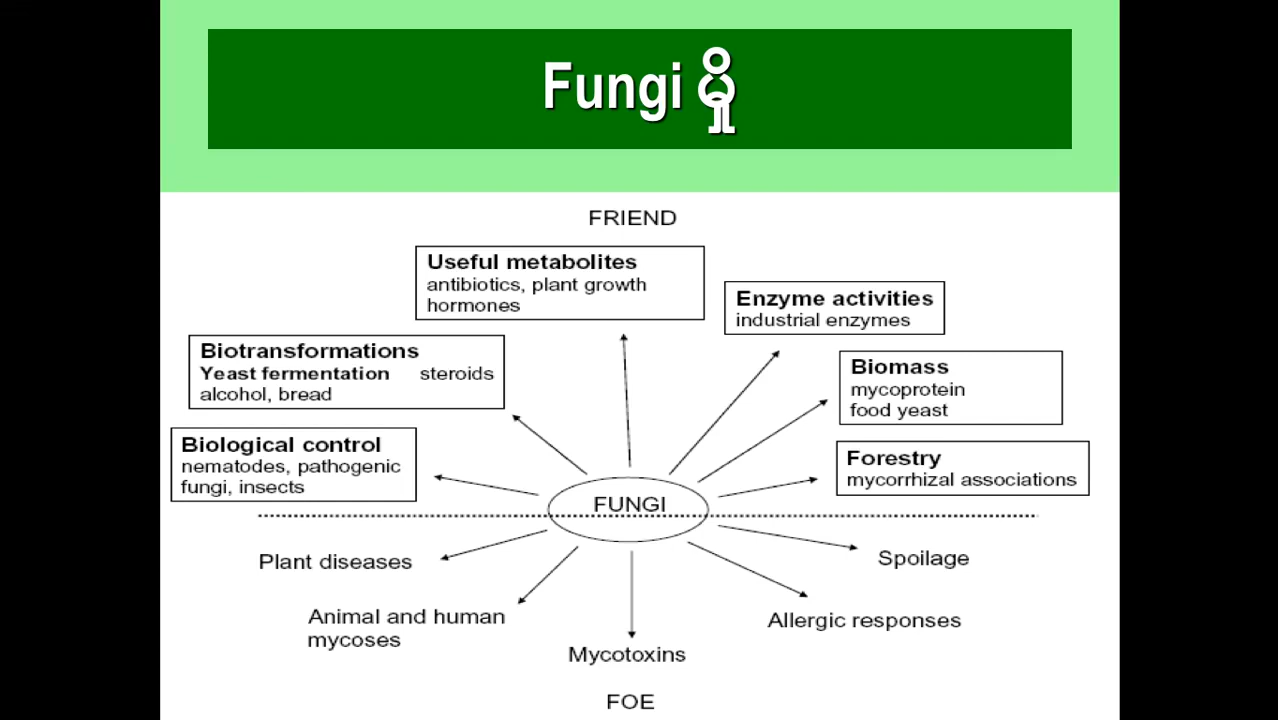 Fungi မှို
FRIEND
Useful metabolites
antibiotics, plant growth
hormones
Enzyme activities
industrial enzymes
Biotransformations
Yeast fermentation steroids
alcohol, bread
Biomass
mycoprotein
food yeast
Biological control
nematodes, pathogenic
fungi, insects
Forestry
mycorrhizal associations
FUNGI
Plant diseases
Spoilage
Animal and human
mycoses
Allergic responses
Mycotoxins
FOE